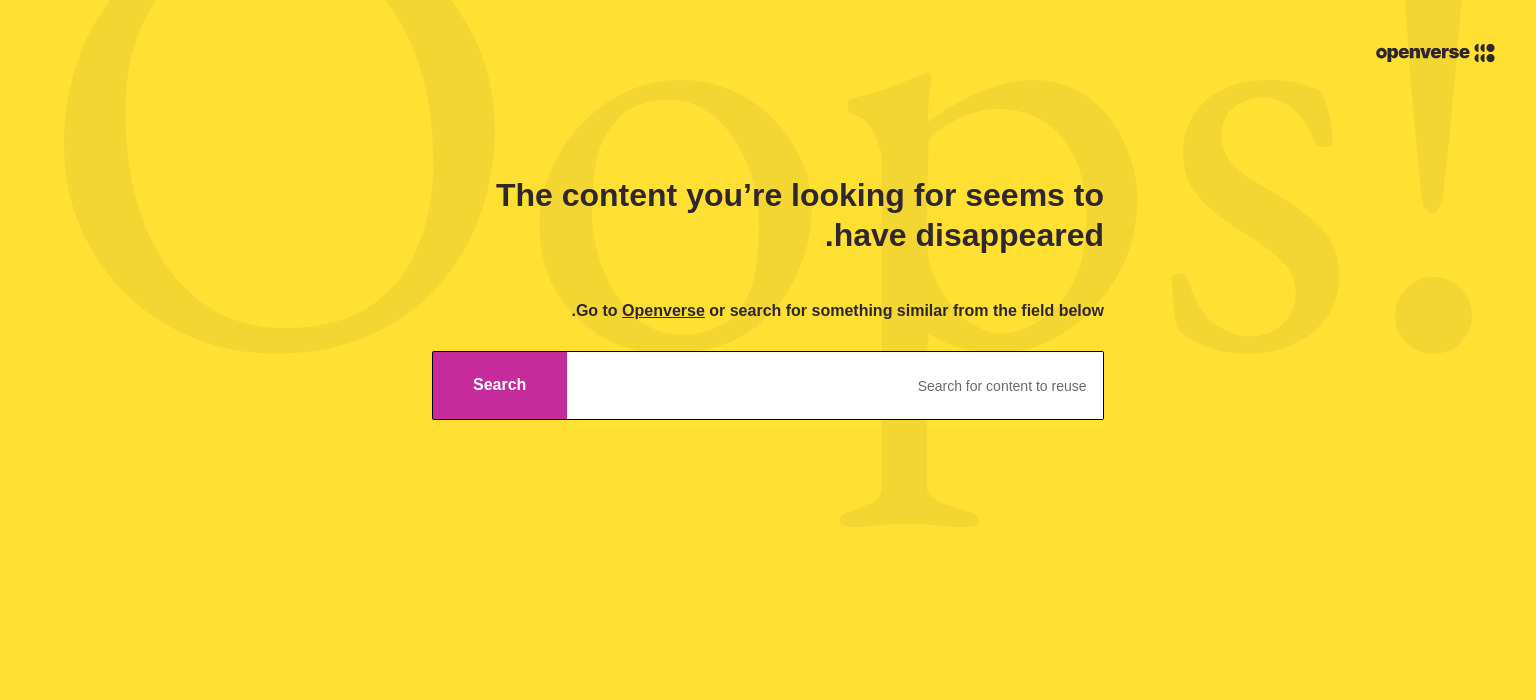 Oops!
openverse
The content you’re looking for seems to
.have disappeared
.Go to Openverse or search for something similar from the field below
Search for content to reuse
Search